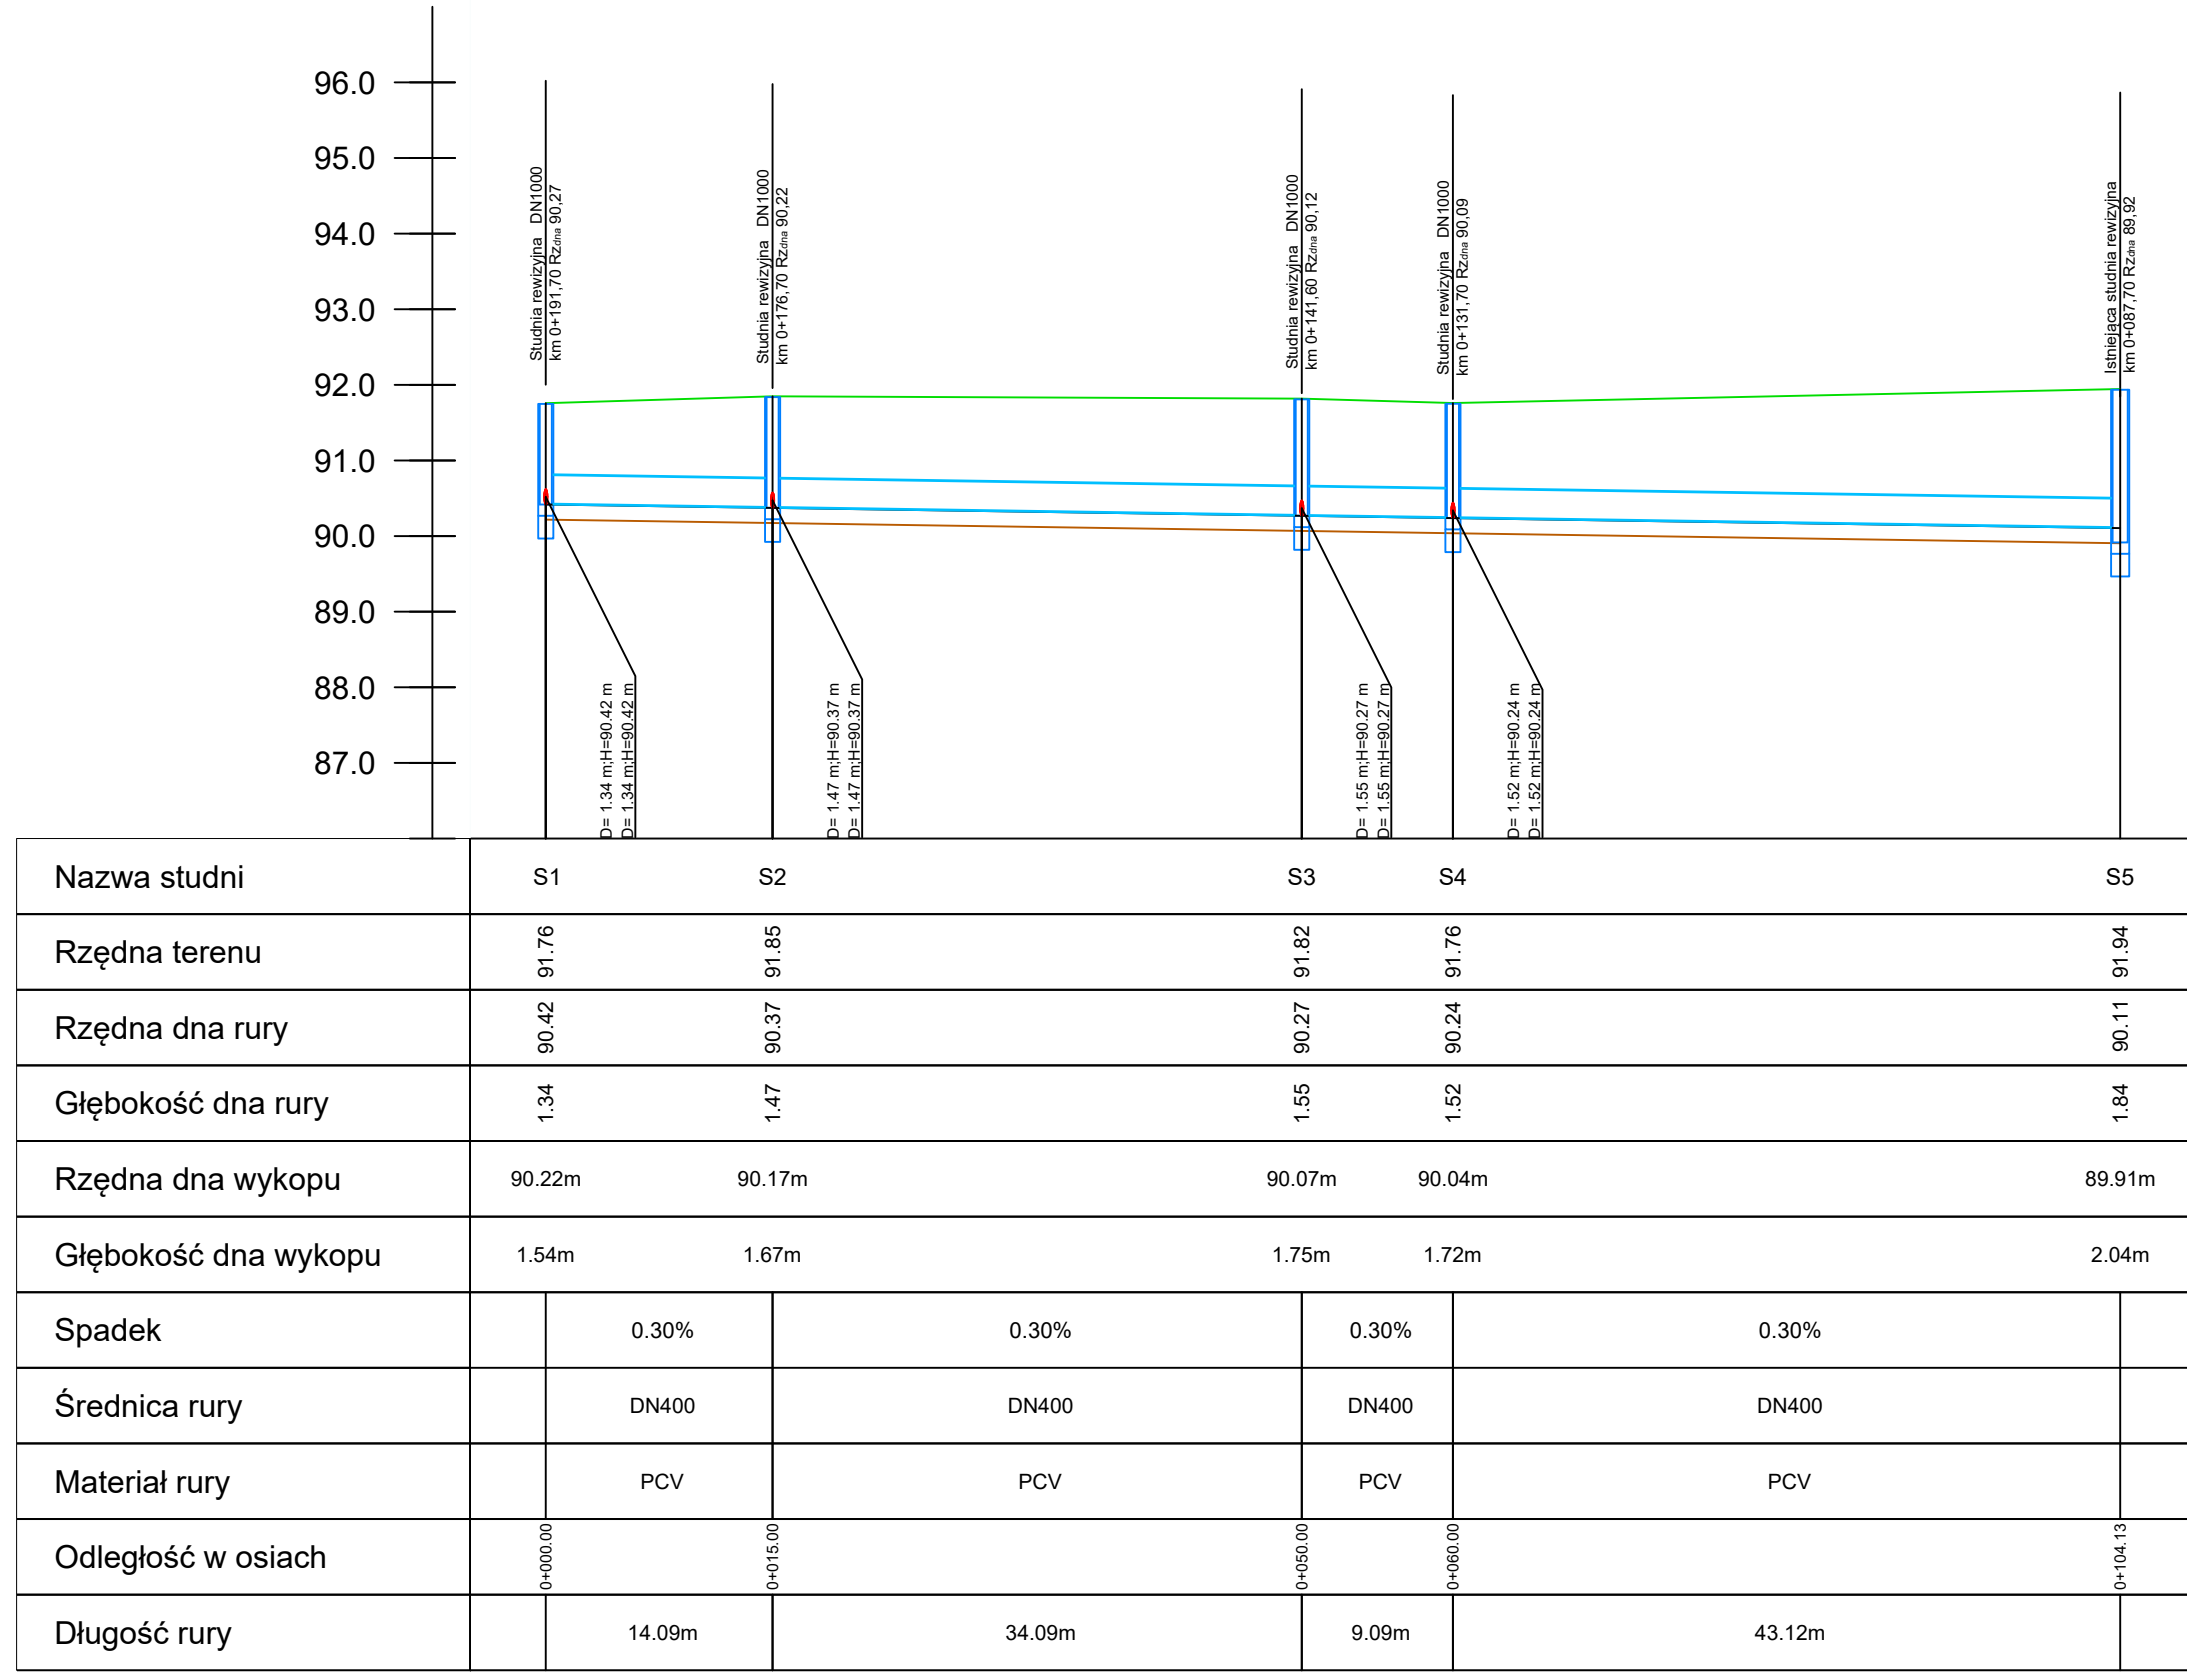 96.0
95.0
94.0
93.0
92.0
91.0
90.0
89.0
88.0
87.0
Studnia rewizyjna DN1000
km 0+191,70 Rzdna 90,27
Studnia rewizyjna DN1000
km 0+176,70 Rzdna 90,22
Studnia rewizyjna DN1000
km 0+141,60 Rzdna 90,12
Studnia rewizyjna DN1000
km 0+131,70 Rzdna 90,09
Istniejąca studnia rewizyjna
km 0+087,70 Rzdna 89,92
D= 1.34 m;H=90.42 m
D= 1.34 m;H=90.42 m
D= 1.47 m;H=90.37 m
D= 1.47 m;H=90.37 m
D= 1.55 m;H=90.27 m
D= 1.55 m;H=90.27 m
D= 1.52 m;H=90.24 m
D= 1.52 m;H=90.24 m
Nazwa studni S1 S2 S3 S4 S5
Rzędna terenu 91.76 91.85 91.82 91.76 91.94
Rzędna dna rury 90.42 90.37 90.27 90.24 90.11
Głębokość dna rury 1.34 1.47 1.55 1.52 1.84
Rzędna dna wykopu 90.22m 90.17m 90.07m 90.04m 89.91m
Głębokość dna wykopu 1.54m 1.67m 1.75m 1.72m 2.04m
Spadek 0.30% 0.30% 0.30% 0.30%
Średnica rury DN400 DN400 DN400 DN400
Materiał rury PCV PCV PCV PCV
Odległość w osiach 0+000.00 0+015.00 0+050.00 0+060.00 0+104.13
Długość rury 14.09m 34.09m 9.09m 43.12m